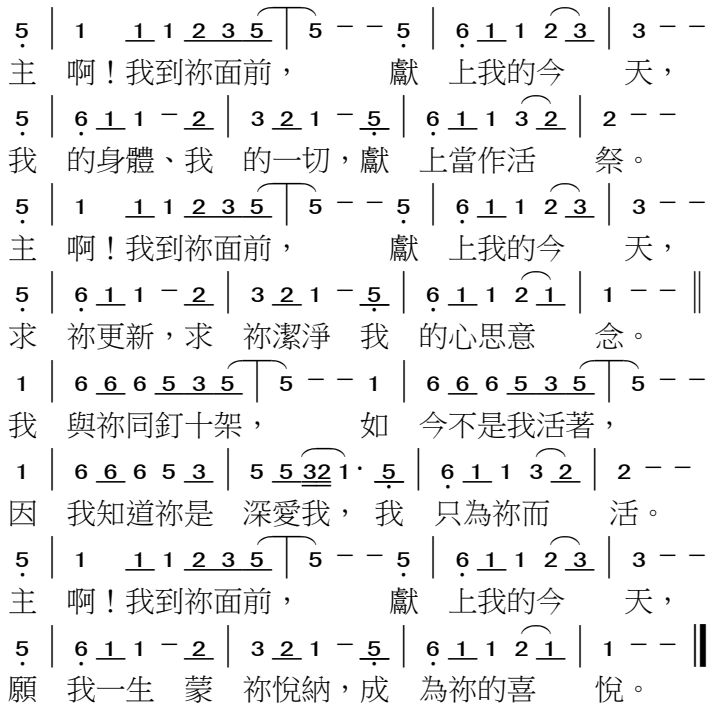 5̣ | 1 1 1 2 3 5 | 5 － － 5̣ | 6̣ 1 1 2 3 | 3 － －
主 啊！我到祢面前， 獻 上我的今 天，
5̣ | 6̣ 1 1 － 2 | 3 2 1 － 5̣ | 6̣ 1 1 3 2 | 2 － －
我 的身體、我 的一切，獻 上當作活 祭。
5̣ | 1 1 1 2 3 5 | 5 － － 5̣ | 6̣ 1 1 2 3 | 3 － －
主 啊！我到祢面前， 獻 上我的今 天，
5̣ | 6̣ 1 1 － 2 | 3 2 1 － 5̣ | 6̣ 1 1 2 1 | 1 － － ‖
求 祢更新，求 祢潔淨 我 的心思意 念。
1 | 6 6 6 5 3 5 | 5 － － 1 | 6 6 6 5 3 5 | 5 － －
我 與祢同釘十架， 如 今不是我活著，
1 | 6 6 6 5 3 | 5 5 32 1· 5̣ | 6̣ 1 1 3 2 | 2 － －
因 我知道祢是 深愛我， 我 只為祢而 活。
5̣ | 1 1 1 2 3 5 | 5 － － 5̣ | 6̣ 1 1 2 3 | 3 － －
主 啊！我到祢面前， 獻 上我的今 天，
5̣ | 6̣ 1 1 － 2 | 3 2 1 － 5̣ | 6̣ 1 1 2 1 | 1 － － ‖
願 我一生 蒙 祢悅納，成 為祢的喜 悅。